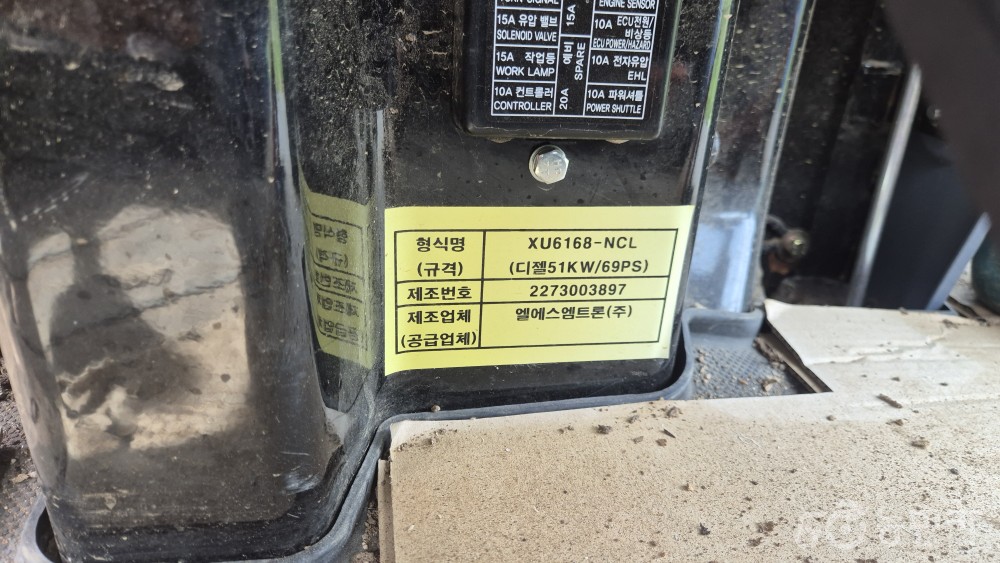 ENGINE SENSOR
15A 유압 밸브
SOLENOID VALVE
15A
10A ECU전원/
비상등
ECU POWER/HAZARD
15A 작업등
WORK LAMP
예비
SPARE
10A 전자유압
EHL
10A 컨트롤러
CONTROLLER
20A
10A 파워셔틀
POWER SHUTTLE
형식명
(규격)
XU6168-NCL
(디젤51KW/69PS)
제조번호
2273003897
제조업체
(공급업체)
엘에스엠트론(주)